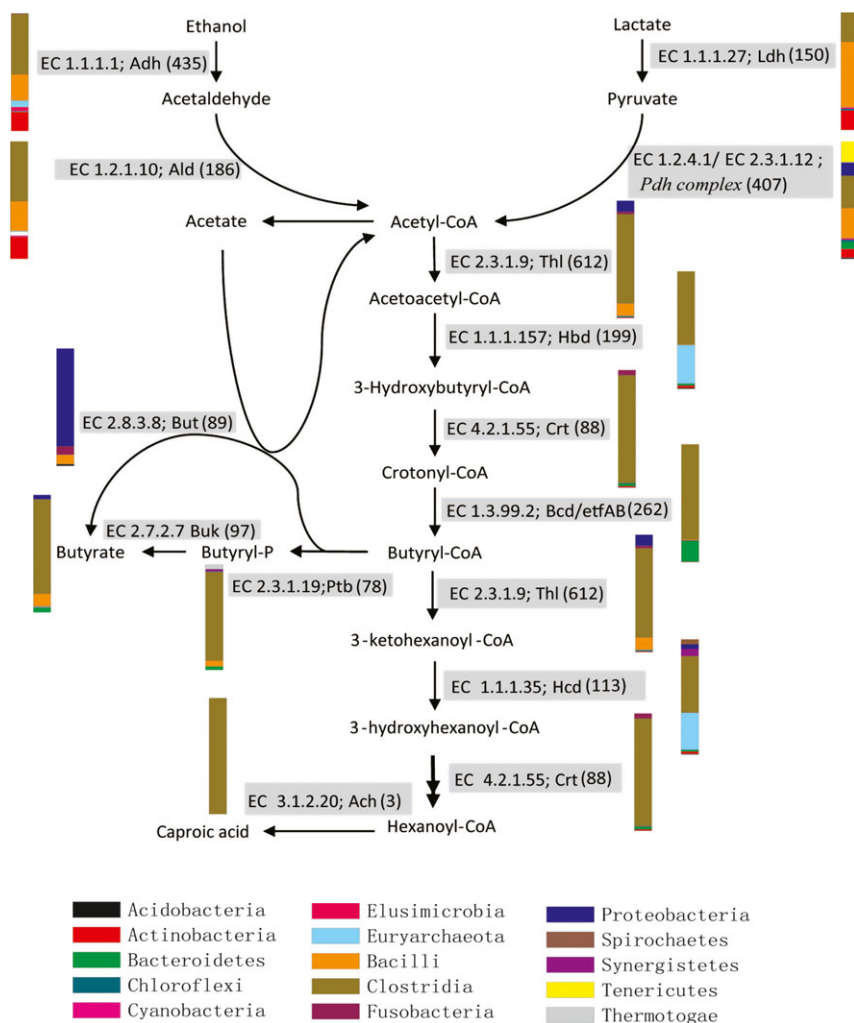 Ethanol
Lactate
EC 1.1.1.1; Adh (435)
EC 1.1.1.27; Ldh (150)
Acetaldehyde
Pyruvate
EC 1.2.1.10; Ald (186)
EC 1.2.4.1/ EC 2.3.1.12 ;
Pdh complex (407)
Acetate
Acetyl-CoA
EC 2.3.1.9; Thl (612)
Acetoacetyl-CoA
EC 1.1.1.157; Hbd (199)
3-Hydroxybutyryl-CoA
EC 2.8.3.8; But (89)
EC 4.2.1.55; Crt (88)
Crotonyl-CoA
EC 1.3.99.2; Bcd/etfAB(262)
EC 2.7.2.7 Buk (97)
Butyrate
Butyryl-P
Butyryl-CoA
EC 2.3.1.19;Ptb (78)
EC 2.3.1.9; Thl (612)
3-ketohexanoyl -CoA
EC 1.1.1.35; Hcd (113)
3-hydroxyhexanoyl -CoA
EC 4.2.1.55; Crt (88)
EC 3.1.2.20; Ach (3)
Caproic acid
Hexanoyl-CoA
Acidobacteria
Actinobacteria
Bacteroidetes
Chloroflexi
Cyanobacteria
Elusimicrobia
Euryarchaeota
Bacilli
Clostridia
Fusobacteria
Proteobacteria
Spirochaetes
Synergistetes
Tenericutes
Thermotogae